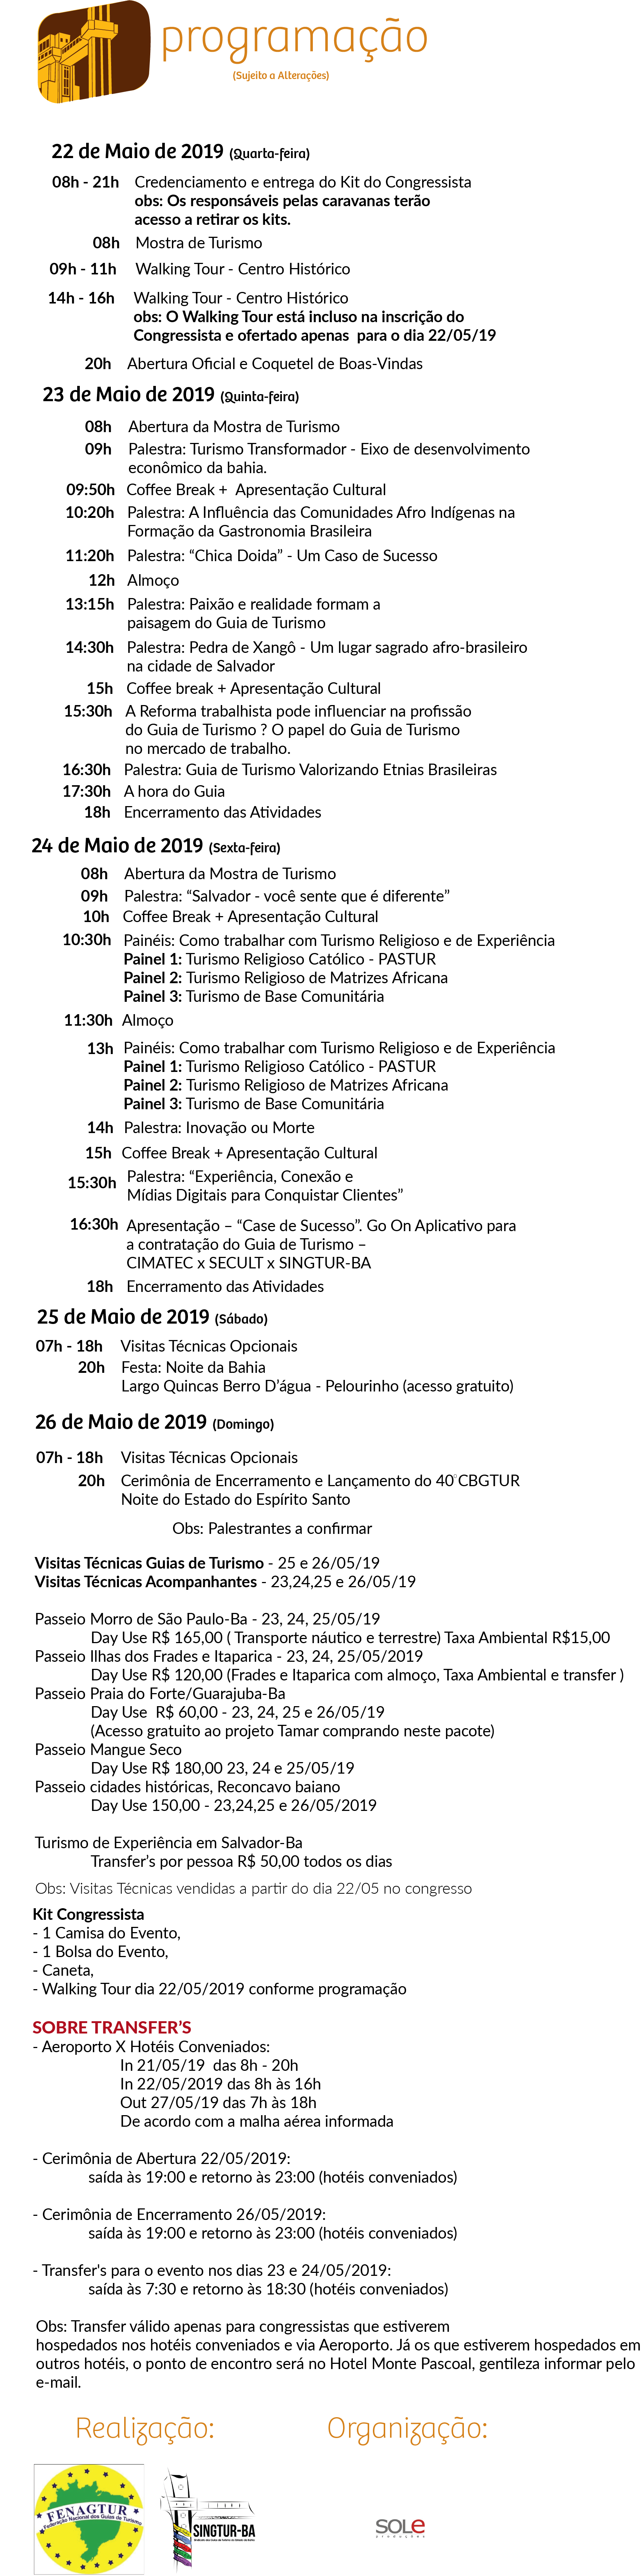 programação
(Sujeito a Alterações)
22 de Maio de 2019 (Quarta-feira)
08h - 21h Credenciamento e entrega do Kit do Congressista
obs: Os responsáveis pelas caravanas terão
acesso a retirar os kits.
08h Mostra de Turismo
09h - 11h Walking Tour - Centro Histórico
14h - 16h Walking Tour - Centro Histórico
obs: O Walking Tour está incluso na inscrição do
Congressista e ofertado apenas para o dia 22/05/19
20h Abertura Oficial e Coquetel de Boas-Vindas
23 de Maio de 2019 (Quinta-feira)
08h Abertura da Mostra de Turismo
09h Palestra: Turismo Transformador - Eixo de desenvolvimento
econômico da bahia.
09:50h Coffee Break + Apresentação Cultural
10:20h Palestra: A Influência das Comunidades Afro Indígenas na
Formação da Gastronomia Brasileira
11:20h Palestra: “Chica Doida” - Um Caso de Sucesso
12h Almoço
13:15h Palestra: Paixão e realidade formam a
paisagem do Guia de Turismo
14:30h Palestra: Pedra de Xangô - Um lugar sagrado afro-brasileiro
na cidade de Salvador
15h Coffee break + Apresentação Cultural
15:30h A Reforma trabalhista pode influenciar na profissão
do Guia de Turismo ? O papel do Guia de Turismo
no mercado de trabalho.
16:30h Palestra: Guia de Turismo Valorizando Etnias Brasileiras
17:30h A hora do Guia
18h Encerramento das Atividades
24 de Maio de 2019 (Sexta-feira)
08h Abertura da Mostra de Turismo
09h Palestra: “Salvador - você sente que é diferente”
10h Coffee Break + Apresentação Cultural
10:30h Painéis: Como trabalhar com Turismo Religioso e de Experiência
Painel 1: Turismo Religioso Católico - PASTUR
Painel 2: Turismo Religioso de Matrizes Africana
Painel 3: Turismo de Base Comunitária
11:30h Almoço
13h Painéis: Como trabalhar com Turismo Religioso e de Experiência
Painel 1: Turismo Religioso Católico - PASTUR
Painel 2: Turismo Religioso de Matrizes Africana
Painel 3: Turismo de Base Comunitária
14h Palestra: Inovação ou Morte
15h Coffee Break + Apresentação Cultural
15:30h Palestra: “Experiência, Conexão e
Mídias Digitais para Conquistar Clientes”
16:30h Apresentação – “Case de Sucesso”. Go On Aplicativo para
a contratação do Guia de Turismo –
CIMATEC x SECULT x SINGTUR-BA
18h Encerramento das Atividades
25 de Maio de 2019 (Sábado)
07h - 18h Visitas Técnicas Opcionais
20h Festa: Noite da Bahia
Largo Quincas Berro D’água - Pelourinho (acesso gratuito)
26 de Maio de 2019 (Domingo)
07h - 18h Visitas Técnicas Opcionais
20h Cerimônia de Encerramento e Lançamento do 40°CBGTUR
Noite do Estado do Espírito Santo
Obs: Palestrantes a confirmar
Visitas Técnicas Guias de Turismo - 25 e 26/05/19
Visitas Técnicas Acompanhantes - 23,24,25 e 26/05/19
Passeio Morro de São Paulo-Ba - 23, 24, 25/05/19
Day Use R$ 165,00 ( Transporte náutico e terrestre) Taxa Ambiental R$15,00
Passeio Ilhas dos Frades e Itaparica - 23, 24, 25/05/2019
Day Use R$ 120,00 (Frades e Itaparica com almoço, Taxa Ambiental e transfer )
Passeio Praia do Forte/Guarajuba-Ba
Day Use R$ 60,00 - 23, 24, 25 e 26/05/19
(Acesso gratuito ao projeto Tamar comprando neste pacote)
Passeio Mangue Seco
Day Use R$ 180,00 23, 24 e 25/05/19
Passeio cidades históricas, Reconcavo baiano
Day Use 150,00 - 23,24,25 e 26/05/2019
Turismo de Experiência em Salvador-Ba
Transfer’s por pessoa R$ 50,00 todos os dias
Obs: Visitas Técnicas vendidas a partir do dia 22/05 no congresso
Kit Congressista
- 1 Camisa do Evento,
- 1 Bolsa do Evento,
- Caneta,
- Walking Tour dia 22/05/2019 conforme programação
SOBRE TRANSFER’S
- Aeroporto X Hotéis Conveniados:
In 21/05/19 das 8h - 20h
In 22/05/2019 das 8h às 16h
Out 27/05/19 das 7h às 18h
De acordo com a malha aérea informada
- Cerimônia de Abertura 22/05/2019:
saída às 19:00 e retorno às 23:00 (hotéis conveniados)
- Cerimônia de Encerramento 26/05/2019:
saída às 19:00 e retorno às 23:00 (hotéis conveniados)
- Transfer's para o evento nos dias 23 e 24/05/2019:
saída às 7:30 e retorno às 18:30 (hotéis conveniados)
Obs: Transfer válido apenas para congressistas que estiverem
hospedados nos hotéis conveniados e via Aeroporto. Já os que estiverem hospedados em
outros hotéis, o ponto de encontro será no Hotel Monte Pascoal, gentileza informar pelo
e-mail.
Realização: Organização:
FENAGTUR
Federação Nacional dos Guias de Turismo
SINGTUR-BA
SOLe
produções